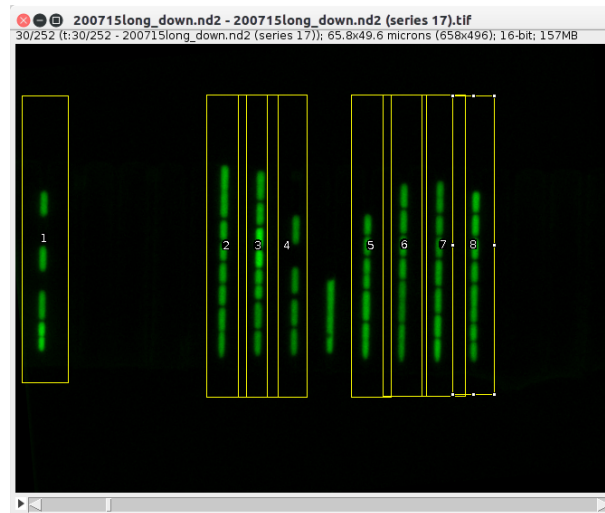 200715long_down.nd2 - 200715long_down.nd2 (series 17).tif
30/252 (t:30/252 - 200715long_down.nd2 (series 17)); 65.8x49.6 microns (658x496); 16-bit; 157MB
1
2 3 4 5 6 7 8